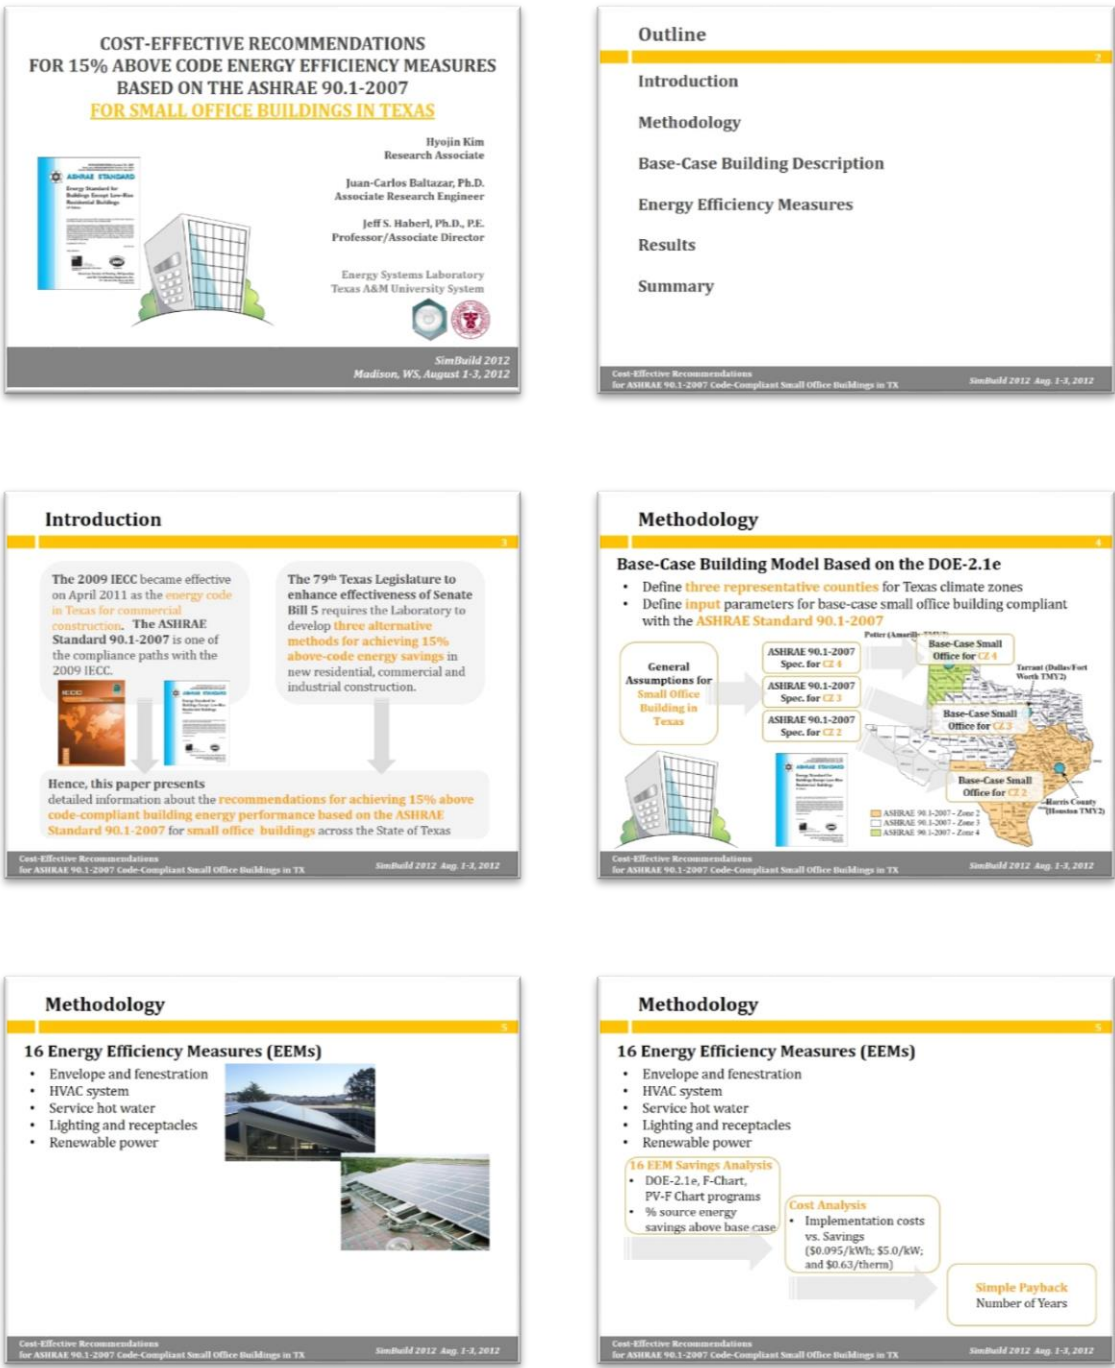 COST-EFFECTIVE RECOMMENDATIONS
FOR 15% ABOVE CODE ENERGY EFFICIENCY MEASURES
BASED ON THE ASHRAE 90.1-2007
FOR SMALL OFFICE BUILDINGS IN TEXAS
Hyojin Kim
Research Associate
Juan-Carlos Baltazar, Ph.D.
Associate Research Engineer
Jeff S. Haberl, Ph.D., P.E.
Professor/Associate Director
Energy Systems Laboratory
Texas A&M University System
ASHRAE STANDARD
Energy Standard for
Buildings Except Low-Rise
Residential Buildings
SimBuild 2012
Madison, WS, August 1-3, 2012
Outline
2
Introduction
Methodology
Base-Case Building Description
Energy Efficiency Measures
Results
Summary
Cost-Effective Recommendations
for ASHRAE 90.1-2007 Code-Compliant Small Office Buildings in TX
SimBuild 2012 Aug. 1-3, 2012
Introduction
3
The 2009 IECC became effective
on April 2011 as the energy code
in Texas for commercial
construction. The ASHRAE
Standard 90.1-2007 is one of
the compliance paths with the
2009 IECC.
The 79th Texas Legislature to
enhance effectiveness of Senate
Bill 5 requires the Laboratory to
develop three alternative
methods for achieving 15%
above-code energy savings in
new residential, commercial and
industrial construction.
IECC
ASHRAE STANDARD
Hence, this paper presents
detailed information about the recommendations for achieving 15% above
code-compliant building energy performance based on the ASHRAE
Standard 90.1-2007 for small office buildings across the State of Texas
Cost-Effective Recommendations
for ASHRAE 90.1-2007 Code-Compliant Small Office Buildings in TX
SimBuild 2012 Aug. 1-3, 2012
Methodology
4
Base-Case Building Model Based on the DOE-2.1e
• Define three representative counties for Texas climate zones
• Define input parameters for base-case small office building compliant
with the ASHRAE Standard 90.1-2007
General
Assumptions for
Small Office
Building in
Texas
ASHRAE 90.1-2007
Spec. for CZ 4
ASHRAE 90.1-2007
Spec. for CZ 3
ASHRAE 90.1-2007
Spec. for CZ 2
Base-Case Small
Office for CZ 4
Tarrant (Dallas/Fort
Worth TMY2)
Base-Case Small
Office for CZ 3
Base-Case Small
Office for CZ 2
Harris County
(Houston TMY2)
ASHRAE STANDARD
ASHRAE 90.1-2007 - Zone 2
ASHRAE 90.1-2007 - Zone 3
ASHRAE 90.1-2007 - Zone 4
Cost-Effective Recommendations
for ASHRAE 90.1-2007 Code-Compliant Small Office Buildings in TX
SimBuild 2012 Aug. 1-3, 2012
Methodology
5
16 Energy Efficiency Measures (EEMs)
• Envelope and fenestration
• HVAC system
• Service hot water
• Lighting and receptacles
• Renewable power
Cost-Effective Recommendations
for ASHRAE 90.1-2007 Code-Compliant Small Office Buildings in TX
SimBuild 2012 Aug. 1-3, 2012
Methodology
5
16 Energy Efficiency Measures (EEMs)
• Envelope and fenestration
• HVAC system
• Service hot water
• Lighting and receptacles
• Renewable power
16 EEM Savings Analysis
• DOE-2.1e, F-Chart,
PV-F Chart programs
• % source energy
savings above base case
Cost Analysis
• Implementation costs
vs. Savings
($0.095/kWh; $5.0/kW;
and $0.63/therm)
Simple Payback
Number of Years
Cost-Effective Recommendations
for ASHRAE 90.1-2007 Code-Compliant Small Office Buildings in TX
SimBuild 2012 Aug. 1-3, 2012